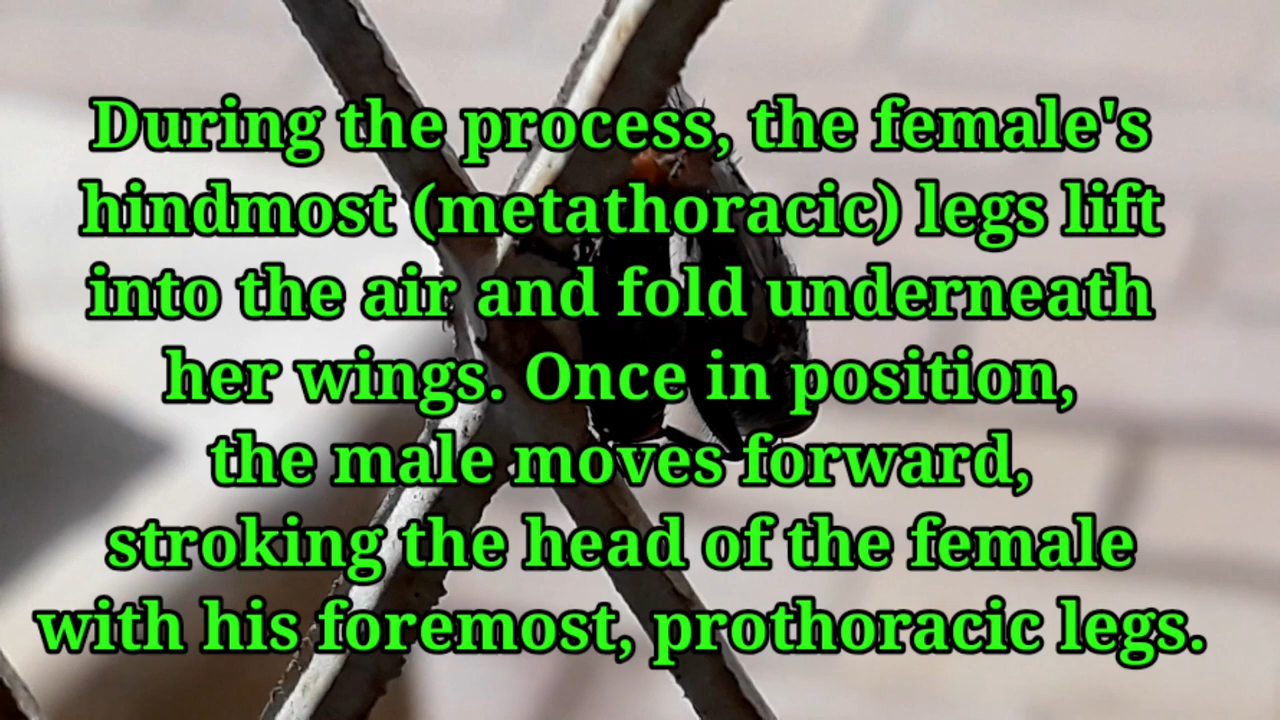 During the process, the female's
hindmost (metathoracic) legs lift
into the air and fold underneath
her wings. Once in position,
the male moves forward,
stroking the head of the female
with his foremost, prothoracic legs.